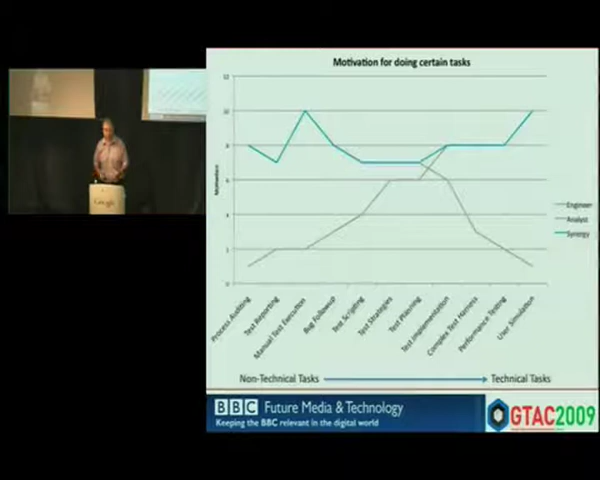 Motivation for doing certain tasks
12
10
8
6
4
2
0
Motivation
Engineer
Analyst
Synergy
Process Auditing
Test Reporting
Manual Test Execution
Bug Followup
Test Scripting
Test Strategies
Test Planning
Test Implementation
Complex Test Harness
Performance Testing
User Simulation
Non-Technical Tasks
Technical Tasks
BBC Future Media & Technology
Keeping the BBC relevant in the digital world
GTAC2009
Google